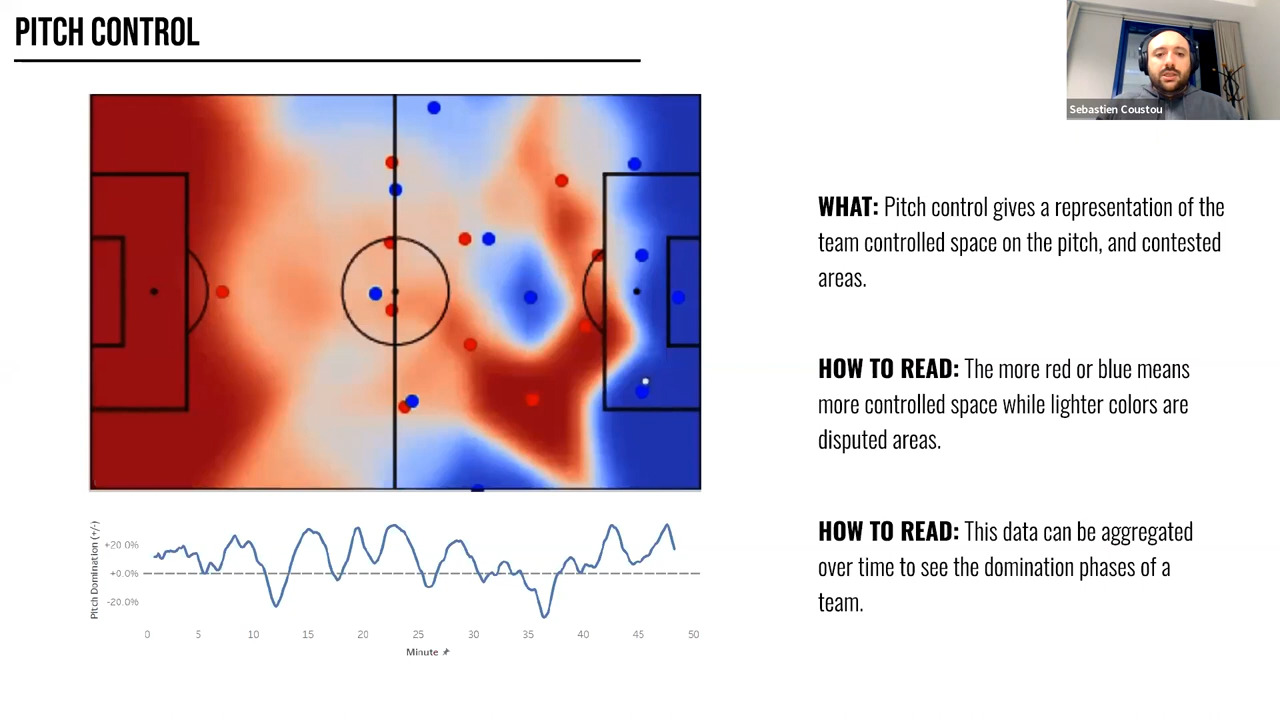 PITCH CONTROL
Sebastien Coustou
WHAT: Pitch control gives a representation of the
team controlled space on the pitch, and contested
areas.
HOW TO READ: The more red or blue means
more controlled space while lighter colors are
disputed areas.
HOW TO READ: This data can be aggregated
over time to see the domination phases of a
team.
Pitch Domination (+/-)
+20.0%
+0.0%
-20.0%
0 5 10 15 20 25 30 35 40 45 50
Minute